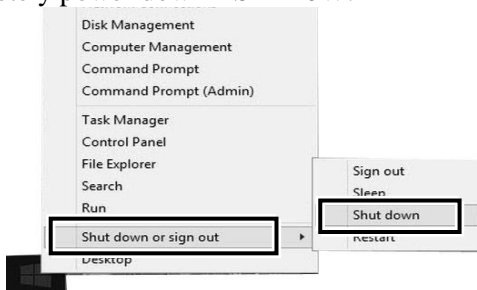 Disk Management
Computer Management
Command Prompt
Command Prompt (Admin)
Task Manager
Control Panel
File Explorer
Search
Run
Shut down or sign out
Desktop
Sign out
Sleep
Shut down
Restart